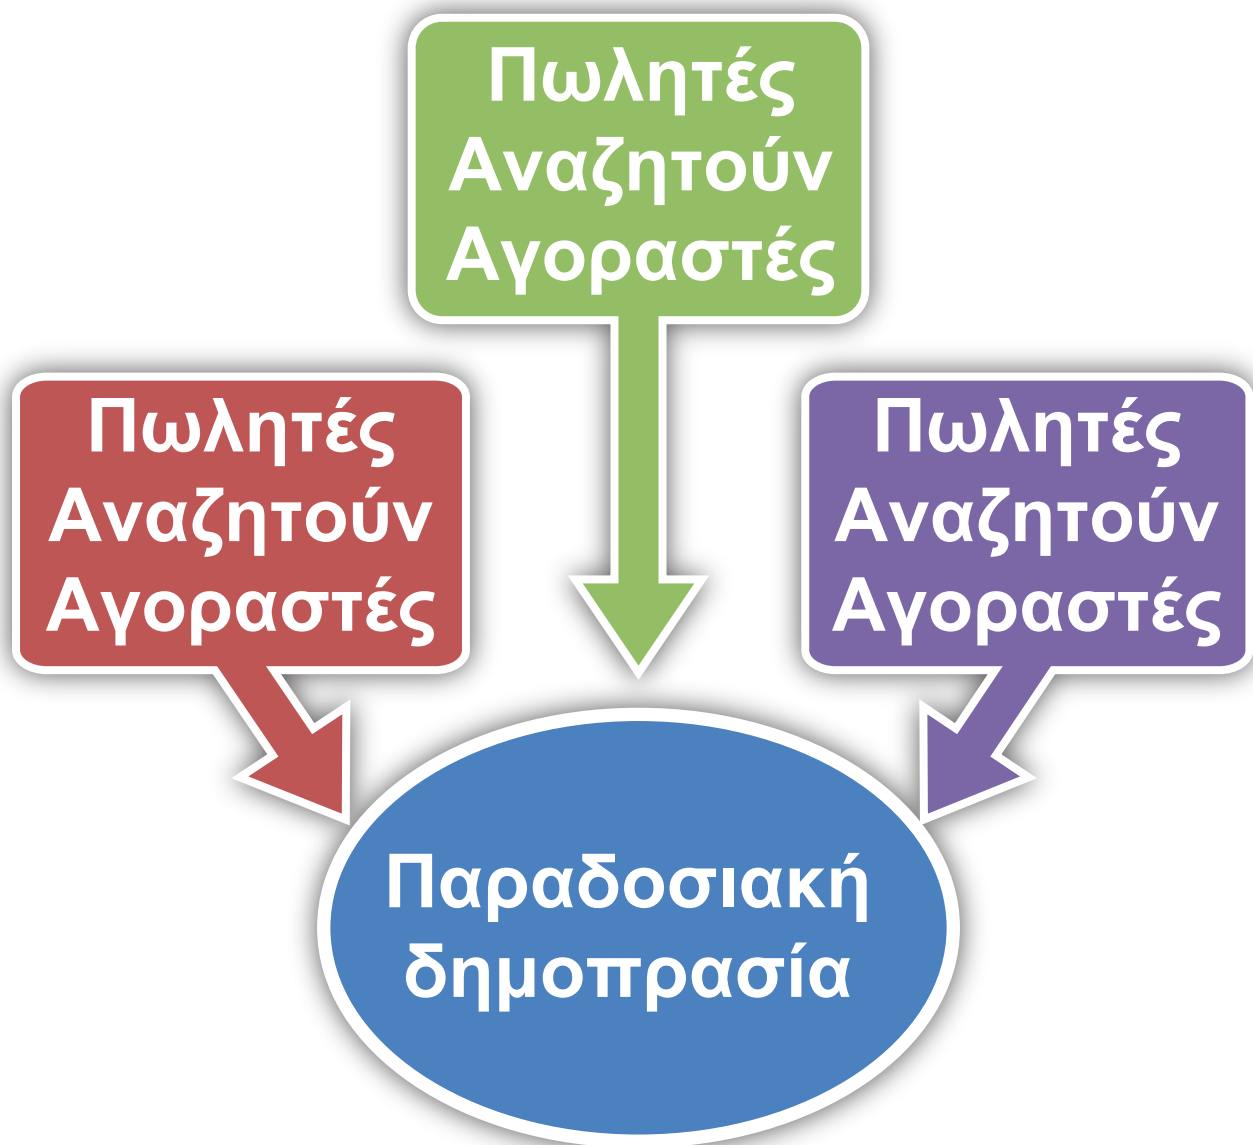 Πωλητές
Αναζητούν
Αγοραστές
Πωλητές
Αναζητούν
Αγοραστές
Πωλητές
Αναζητούν
Αγοραστές
Παραδοσιακή
δημοπρασία